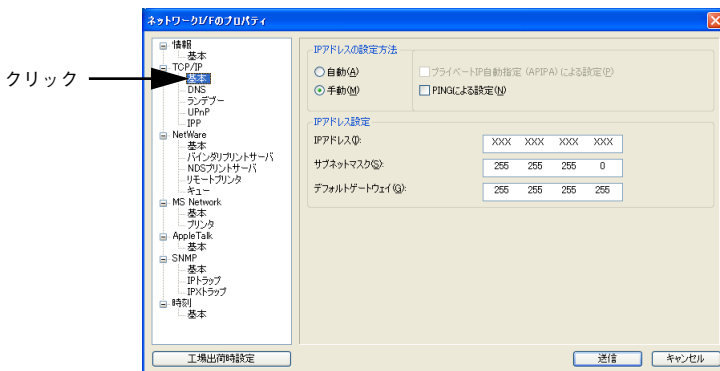 ネットワークI/Fのプロパティ
クリック
情報
基本
TCP/IP
基本
DNS
ランデブー
UPnP
IPP
NetWare
基本
バインダリプリントサーバ
NDSプリントサーバ
リモートプリンタ
キュー
MS Network
基本
プリンタ
AppleTalk
基本
SNMP
基本
IPトラップ
IPXトラップ
時刻
基本
工場出荷時設定
IPアドレスの設定方法
自動(A)
プライベートIP自動指定 (APIPA) による設定(P)
手動(M)
PINGによる設定(N)
IPアドレス設定
IPアドレス(I): XXX XXX XXX XXX
サブネットマスク(S): 255 255 255 0
デフォルトゲートウェイ(G): 255 255 255 255
送信
キャンセル